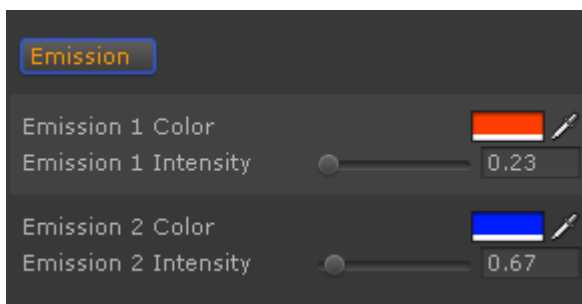 Emission
Emission 1 Color
Emission 1 Intensity 0.23
Emission 2 Color
Emission 2 Intensity 0.67